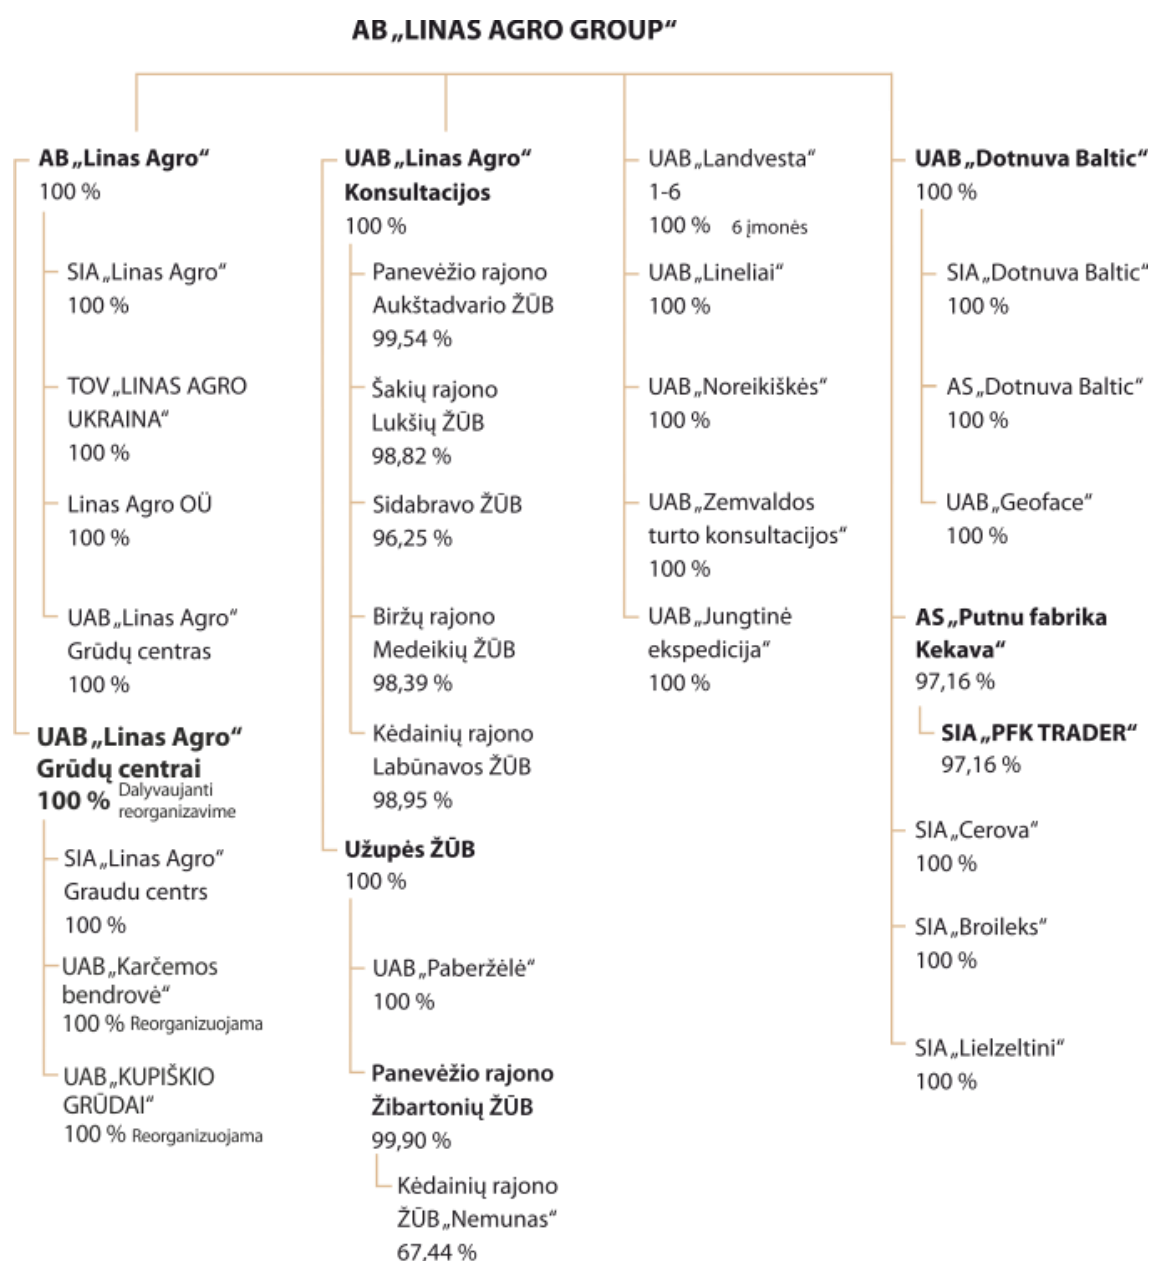 AB „LINAS AGRO GROUP“
AB „Linas Agro“
100 %
SIA „Linas Agro“
100 %
TOV „LINAS AGRO
UKRAINA“
100 %
Linas Agro OÜ
100 %
UAB „Linas Agro“
Grūdų centras
100 %
UAB „Linas Agro“
Grūdų centrai
100 % Dalyvaujanti
reorganizavime
SIA „Linas Agro“
Graudu centrs
100 %
UAB „Karčemos
bendrovė“
100 % Reorganizuojama
UAB „KUPIŠKIO
GRŪDAI“
100 % Reorganizuojama
UAB „Linas Agro“
Konsultacijos
100 %
Panevėžio rajono
Aukštadvario ŽŪB
99,54 %
Šakių rajono
Lukšių ŽŪB
98,82 %
Sidabravo ŽŪB
96,25 %
Biržų rajono
Medeikių ŽŪB
98,39 %
Kėdainių rajono
Labūnavos ŽŪB
98,95 %
Užupės ŽŪB
100 %
UAB „Paberžėlė“
100 %
Panevėžio rajono
Žibartonių ŽŪB
99,90 %
Kėdainių rajono
ŽŪB „Nemunas“
67,44 %
UAB „Landvesta“
1-6
100 % 6 įmonės
UAB „Lineliai“
100 %
UAB „Noreikiškės“
100 %
UAB „Zemvaldos
turto konsultacijos“
100 %
UAB „Jungtinė
ekspedicija“
100 %
UAB „Dotnuva Baltic“
100 %
SIA „Dotnuva Baltic“
100 %
AS „Dotnuva Baltic“
100 %
UAB „Geoface“
100 %
AS „Putnu fabrika
Kekava“
97,16 %
SIA „PFK TRADER“
97,16 %
SIA „Cerova“
100 %
SIA „Broileks“
100 %
SIA „Lielzeltini“
100 %